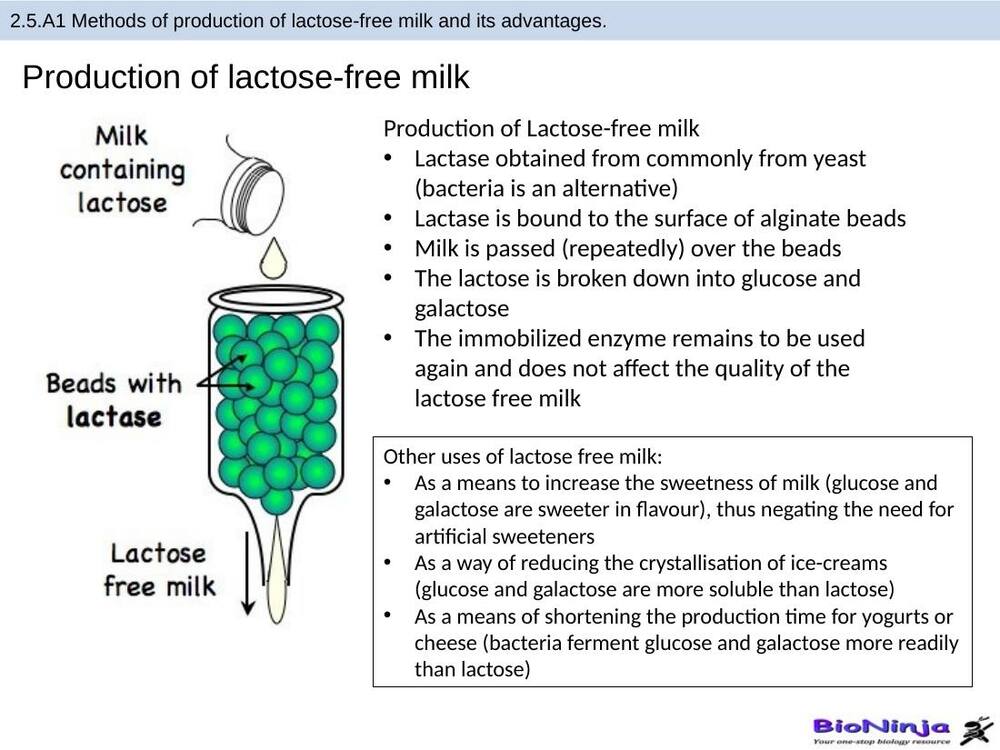 2.5.A1 Methods of production of lactose-free milk and its advantages.
Production of lactose-free milk
Milk
containing
lactose
Beads with
lactase
Lactose
free milk
Production of Lactose-free milk
• Lactase obtained from commonly from yeast
(bacteria is an alternative)
• Lactase is bound to the surface of alginate beads
• Milk is passed (repeatedly) over the beads
• The lactose is broken down into glucose and
galactose
• The immobilized enzyme remains to be used
again and does not affect the quality of the
lactose free milk
Other uses of lactose free milk:
• As a means to increase the sweetness of milk (glucose and
galactose are sweeter in flavour), thus negating the need for
artificial sweeteners
• As a way of reducing the crystallisation of ice-creams
(glucose and galactose are more soluble than lactose)
• As a means of shortening the production time for yogurts or
cheese (bacteria ferment glucose and galactose more readily
than lactose)
BioNinja
Your one-stop biology resource